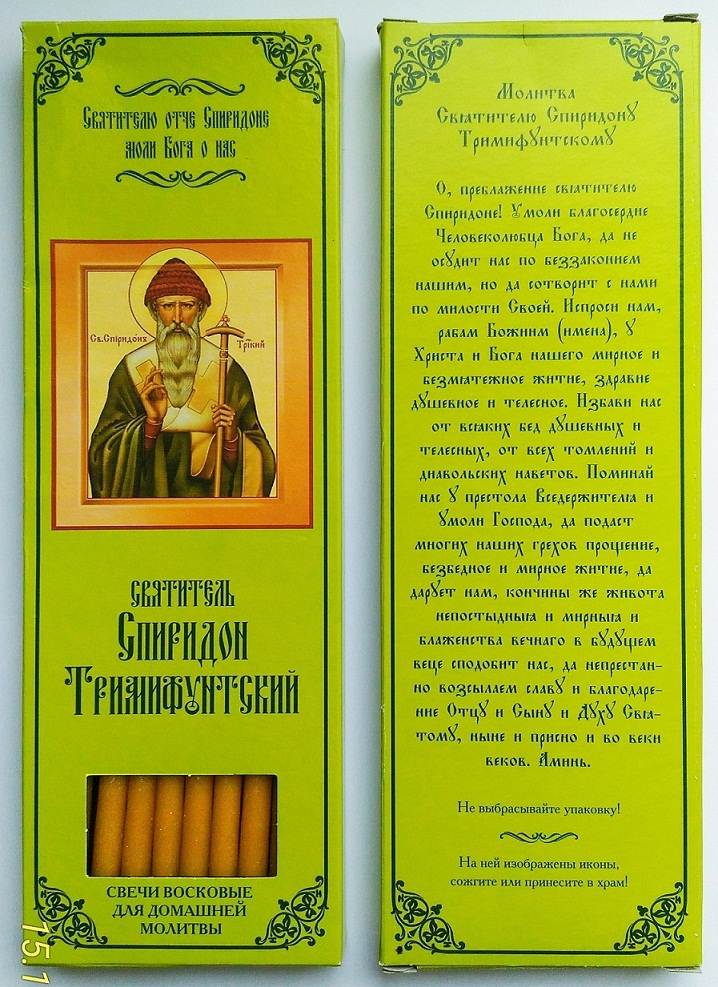 Святителю отче Спиридоне
моли Бога о нас
Св. Спiридо́нъ
Трiкий
святитель
Спиридон
Тримифунтский
СВЕЧИ ВОСКОВЫЕ
ДЛЯ ДОМАШНЕЙ
МОЛИТВЫ
15.1
Молитва
Святителю Спиридону
Тримифунтскому
О, преблажение святителю
Спиридоне! Умоли благосердие
Человеколюбца Бога, да не
осудит нас по беззаконием
нашим, но да сотворит с нами
по милости Своей. Испроси нам,
рабам Божиим (имена), у
Христа и Бога нашего мирное и
безмятежное житие, здравие
душевное и телесное. Избави нас
от всяких бед душевных и
телесных, от всех томлений и
диавольских наветов. Поминай
нас у престола Вседержителя и
умоли Господа, да подаст
многих наших грехов прощение,
безбедное и мирное житие, да
дарует нам, кончины же живота
непостыдныя и мирныя и
блаженства вечнаго в будущем
веце сподобит нас, да непрестан-
но возсылаем славу и благодаре-
ние Отцу и Сыну и Духу Свя-
тому, ныне и присно и во веки
веков. Аминь.
Не выбрасывайте упаковку!
На ней изображены иконы,
сожгите или принесите в храм!